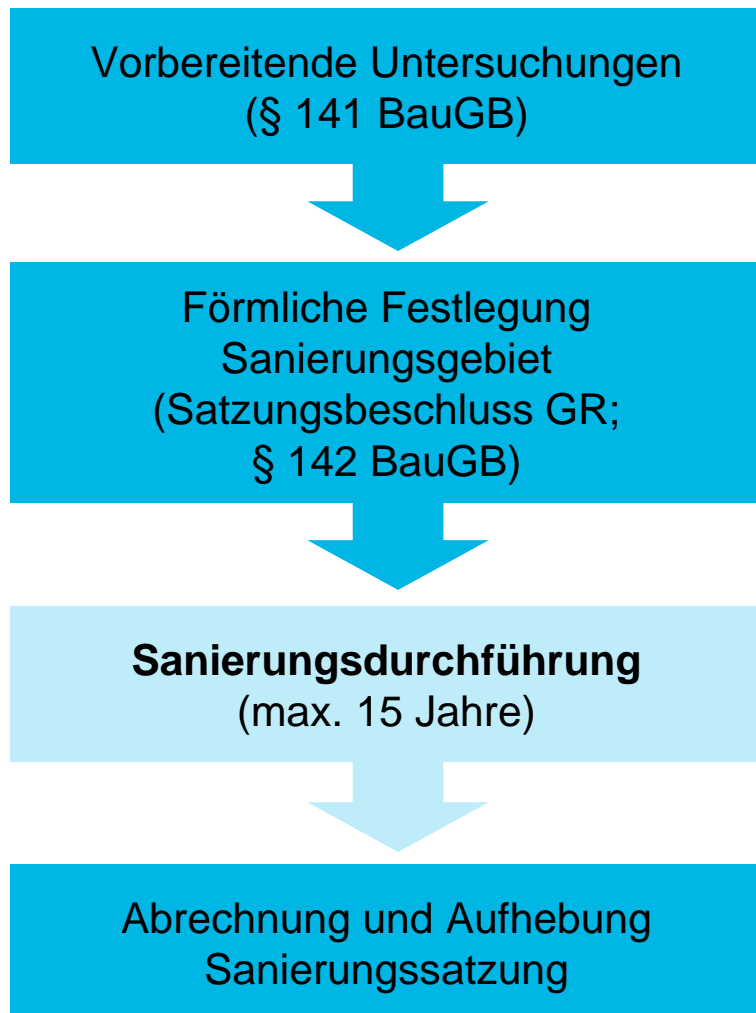 Vorbereitende Untersuchungen
(§ 141 BauGB)
Förmliche Festlegung
Sanierungsgebiet
(Satzungsbeschluss GR;
§ 142 BauGB)
Sanierungsdurchführung
(max. 15 Jahre)
Abrechnung und Aufhebung
Sanierungssatzung